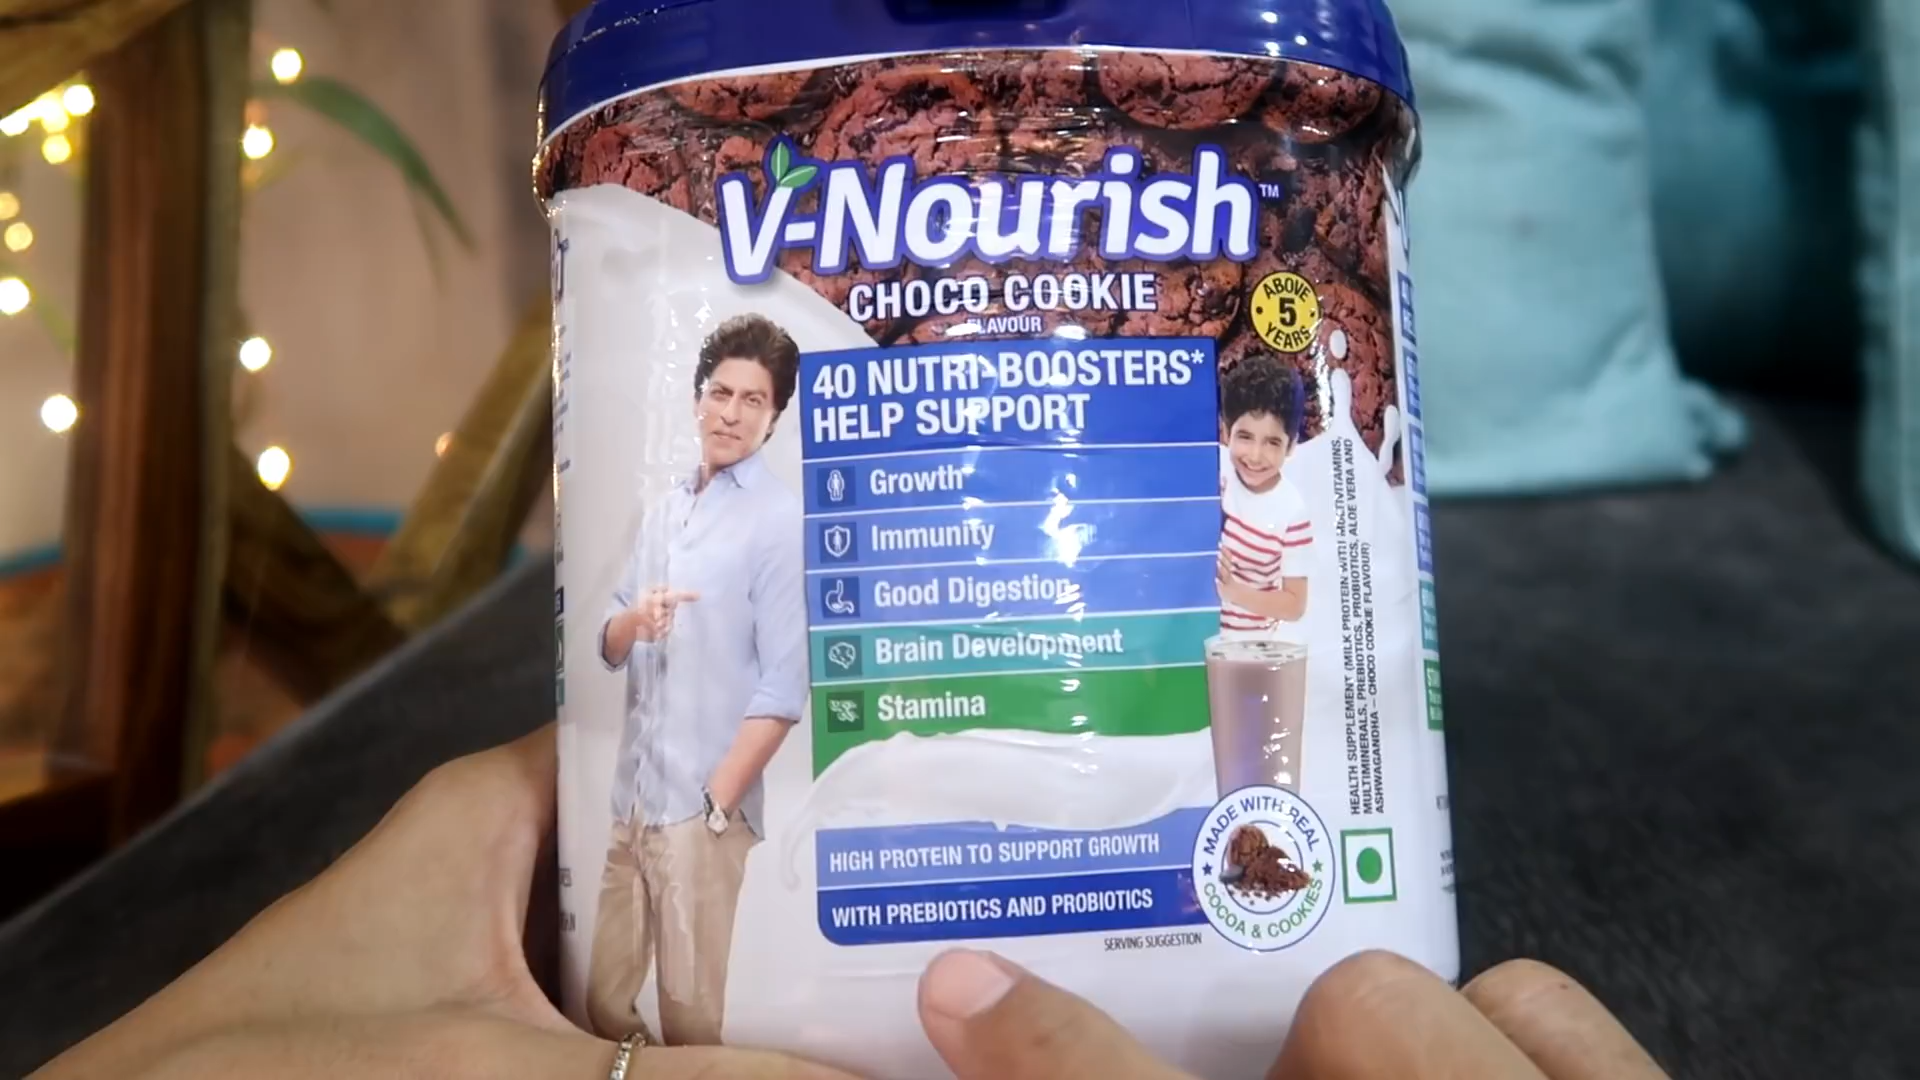 V-Nourish™
CHOCO COOKIE
FLAVOUR
ABOVE
5
YEARS
40 NUTRI-BOOSTERS*
HELP SUPPORT
Growth*
Immunity
Good Digestion
Brain Development
Stamina
HIGH PROTEIN TO SUPPORT GROWTH
WITH PREBIOTICS AND PROBIOTICS
SERVING SUGGESTION
MADE WITH REAL
COCOA & COOKIES
HEALTH SUPPLEMENT (MILK PROTEIN WITH MULTIVITAMINS,
MULTIMINERALS, PREBIOTICS, PROBIOTICS, ALOE VERA AND
ASHWAGANDHA – CHOCO COOKIE FLAVOUR)